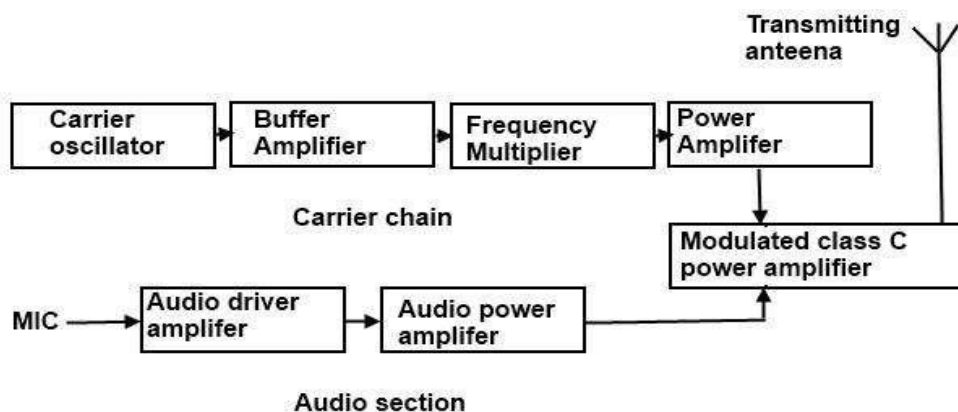 Transmitting
anteena
Carrier
oscillator
Buffer
Amplifier
Frequency
Multiplier
Power
Amplifer
Carrier chain
Modulated class C
power amplifier
MIC
Audio driver
amplifer
Audio power
amplifer
Audio section